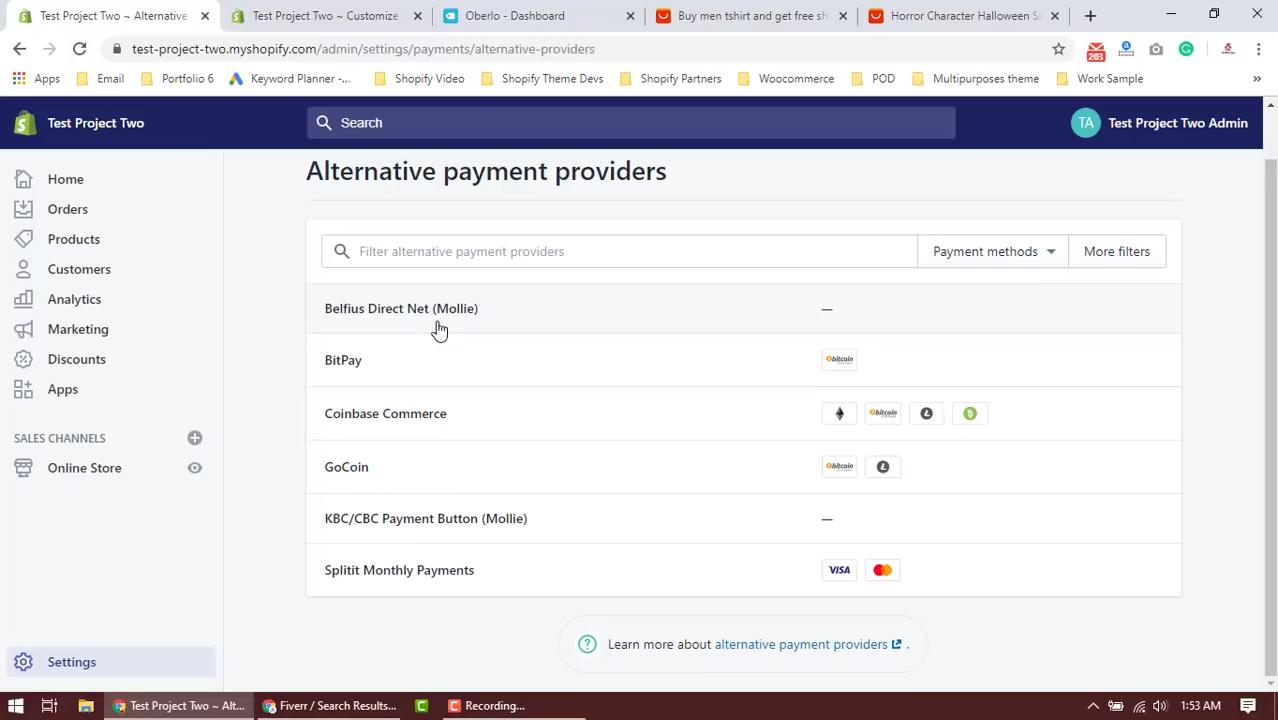 Test Project Two ~ Alternative
Test Project Two ~ Customiz
Oberlo - Dashboard
Buy men tshirt and get free sh
Horror Character Halloween S
test-project-two.myshopify.com/admin/settings/payments/alternative-providers
203
Apps
Email
Portfolio 6
Keyword Planner -...
Shopify Video
Shopify Theme Devs
Shopify Partners
Woocommerce
POD
Multipurposes theme
Work Sample
Test Project Two
Search
TA
Test Project Two Admin
Home
Orders
Products
Customers
Analytics
Marketing
Discounts
Apps
SALES CHANNELS
Online Store
Settings
Alternative payment providers
Filter alternative payment providers
Payment methods
More filters
Belfius Direct Net (Mollie) —
BitPay bitcoin
Coinbase Commerce bitcoin
GoCoin bitcoin
KBC/CBC Payment Button (Mollie) —
Splitit Monthly Payments VISA
Learn more about alternative payment providers .
Test Project Two ~ Alt...
Fiverr / Search Results...
Recording...
1:53 AM